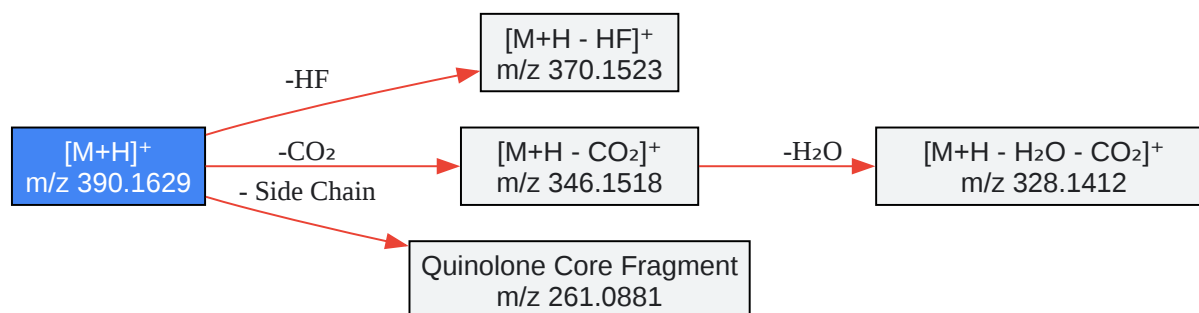 [M+H - HF]⁺
m/z 370.1523
-HF
[M+H]⁺
m/z 390.1629
-CO₂
[M+H - CO₂]⁺
m/z 346.1518
-H₂O
[M+H - H₂O - CO₂]⁺
m/z 328.1412
- Side Chain
Quinolone Core Fragment
m/z 261.0881